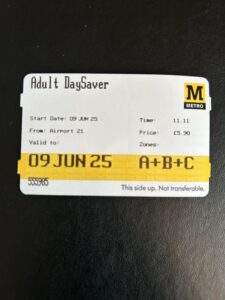 Adult DaySaver
M
METRO
Start Date: 09 JUN 25 Time: 11.11
From: Airport 21 Price: £5.90
Valid to: Zones:
09 JUN 25 A+B+C
555985 This side up. Not transferable.